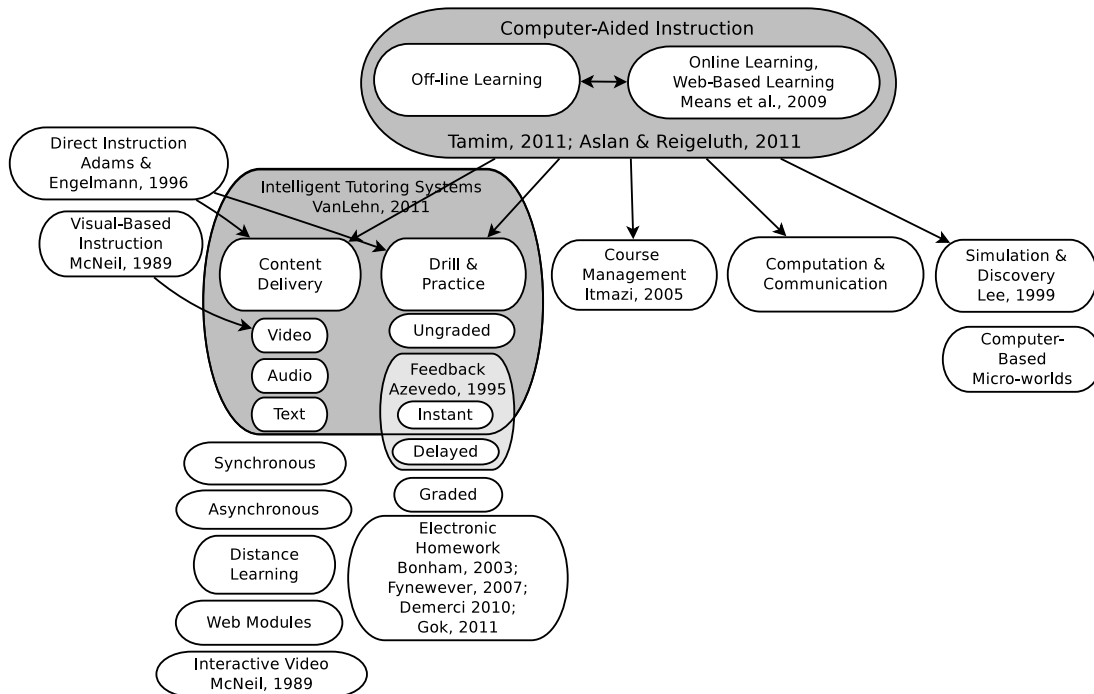 Computer-Aided Instruction
Off-line Learning
Online Learning,
Web-Based Learning
Means et al., 2009
Tamim, 2011; Aslan & Reigeluth, 2011
Direct Instruction
Adams &
Engelmann, 1996
Visual-Based
Instruction
McNeil, 1989
Intelligent Tutoring Systems
VanLehn, 2011
Content
Delivery
Drill &
Practice
Course
Management
Itmazi, 2005
Computation &
Communication
Simulation &
Discovery
Lee, 1999
Video
Audio
Text
Ungraded
Feedback
Azevedo, 1995
Instant
Delayed
Computer-
Based
Micro-worlds
Synchronous
Asynchronous
Distance
Learning
Web Modules
Interactive Video
McNeil, 1989
Graded
Electronic
Homework
Bonham, 2003;
Fynewever, 2007;
Demerci 2010;
Gok, 2011